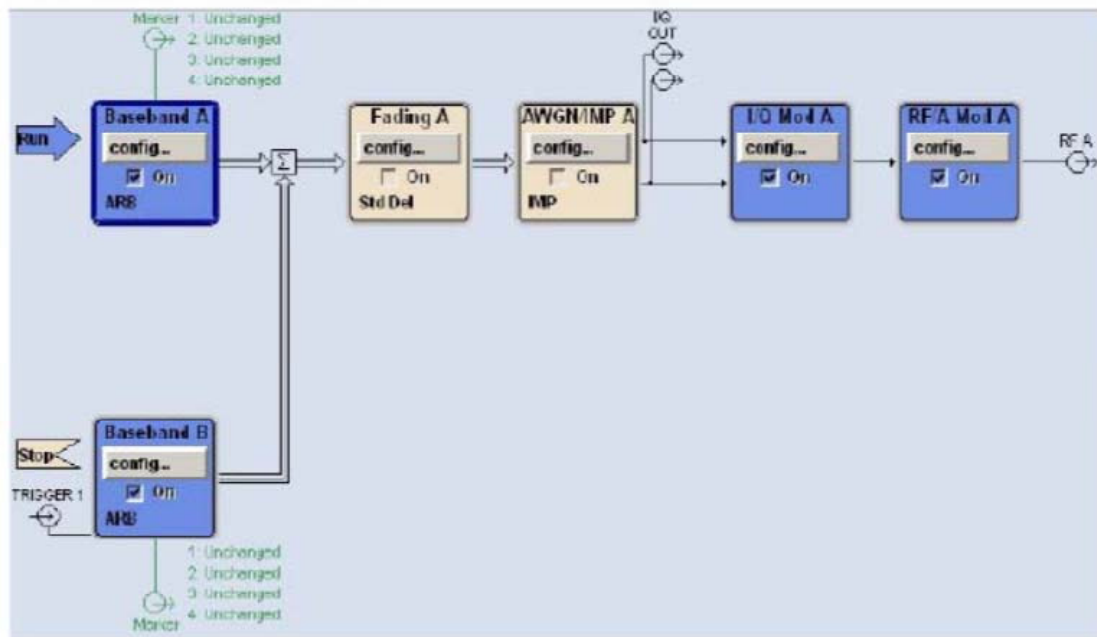 Marker 1: Unchanged
2: Unchanged
3: Unchanged
4: Unchanged
I/Q
OUT
Run
Baseband A
config...
On
ARB
Σ
Fading A
config...
On
Std Del
AWGN/IMP A
config...
On
IMP
I/Q Mod A
config...
On
RF/A Mod A
config...
On
RF A
Stop
TRIGGER 1
Baseband B
config...
On
ARB
1: Unchanged
2: Unchanged
3: Unchanged
4: Unchanged
Marker